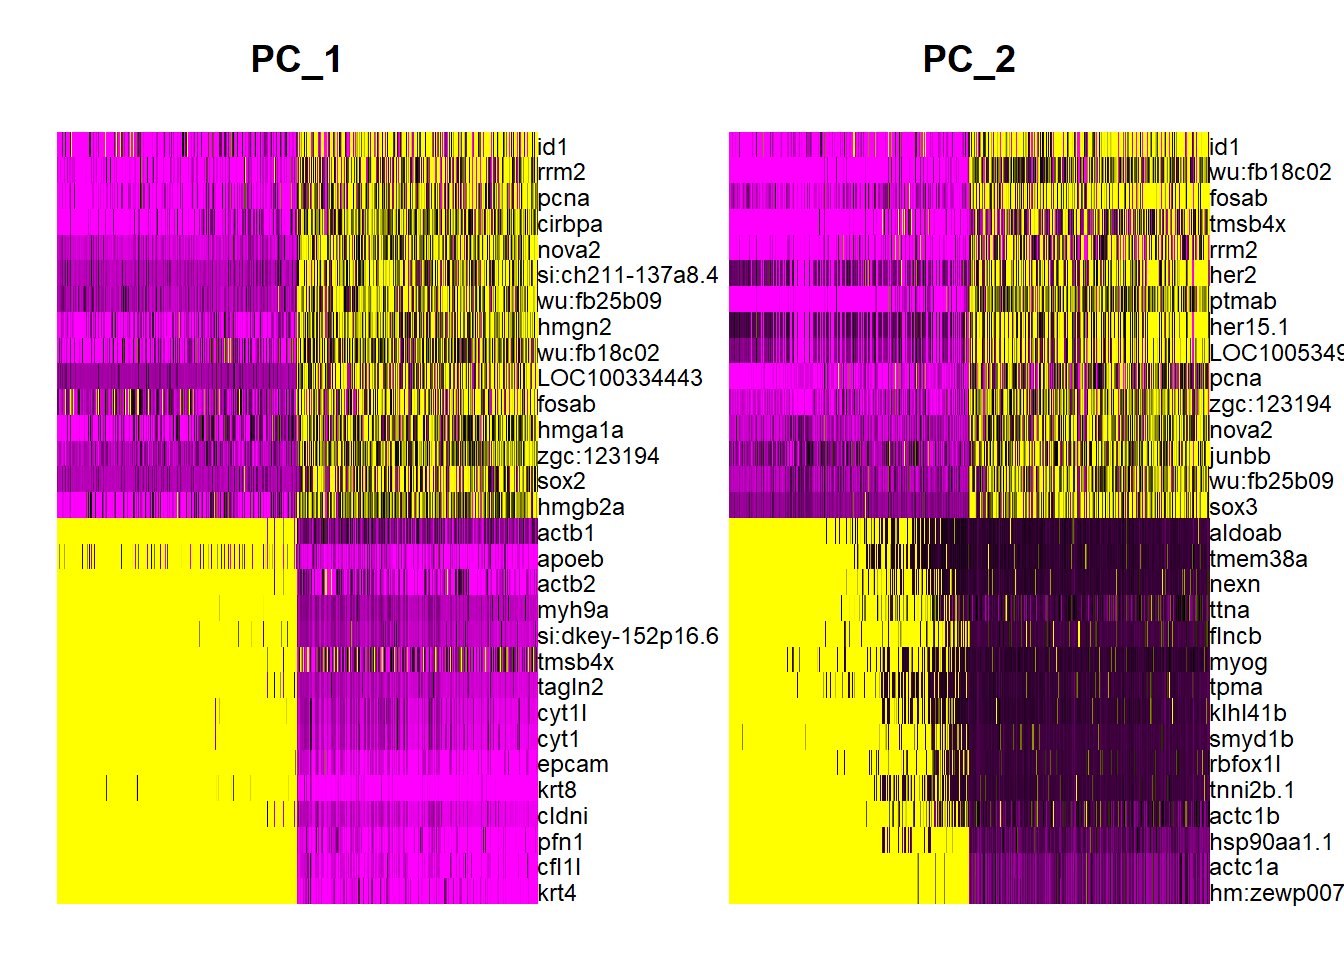 PC_1
id1
rrm2
pcna
cirbpa
nova2
si:ch211-137a8.4
wu:fb25b09
hmgn2
wu:fb18c02
LOC100334443
fosab
hmga1a
zgc:123194
sox2
hmgb2a
actb1
apoeb
actb2
myh9a
si:dkey-152p16.6
tmsb4x
tagln2
cyt1l
cyt1
epcam
krt8
cldni
pfn1
cfl1l
krt4
PC_2
id1
wu:fb18c02
fosab
tmsb4x
rrm2
her2
ptmab
her15.1
LOC1005349
pcna
zgc:123194
nova2
junbb
wu:fb25b09
sox3
aldoab
tmem38a
nexn
ttna
flncb
myog
tpma
klhl41b
smyd1b
rbfox1l
tnni2b.1
actc1b
hsp90aa1.1
actc1a
hm:zewp007